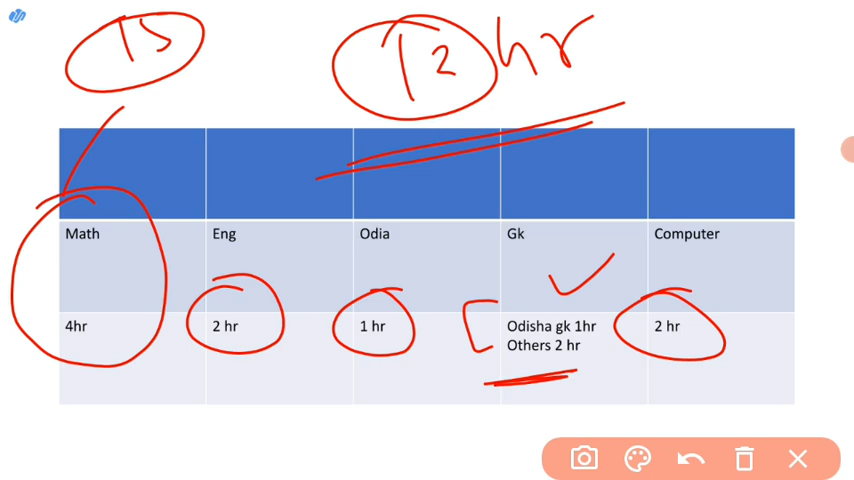 15
12 hr
Math Eng Odia Gk Computer
4hr 2 hr 1 hr Odisha gk 1hr 2 hr
Others 2 hr